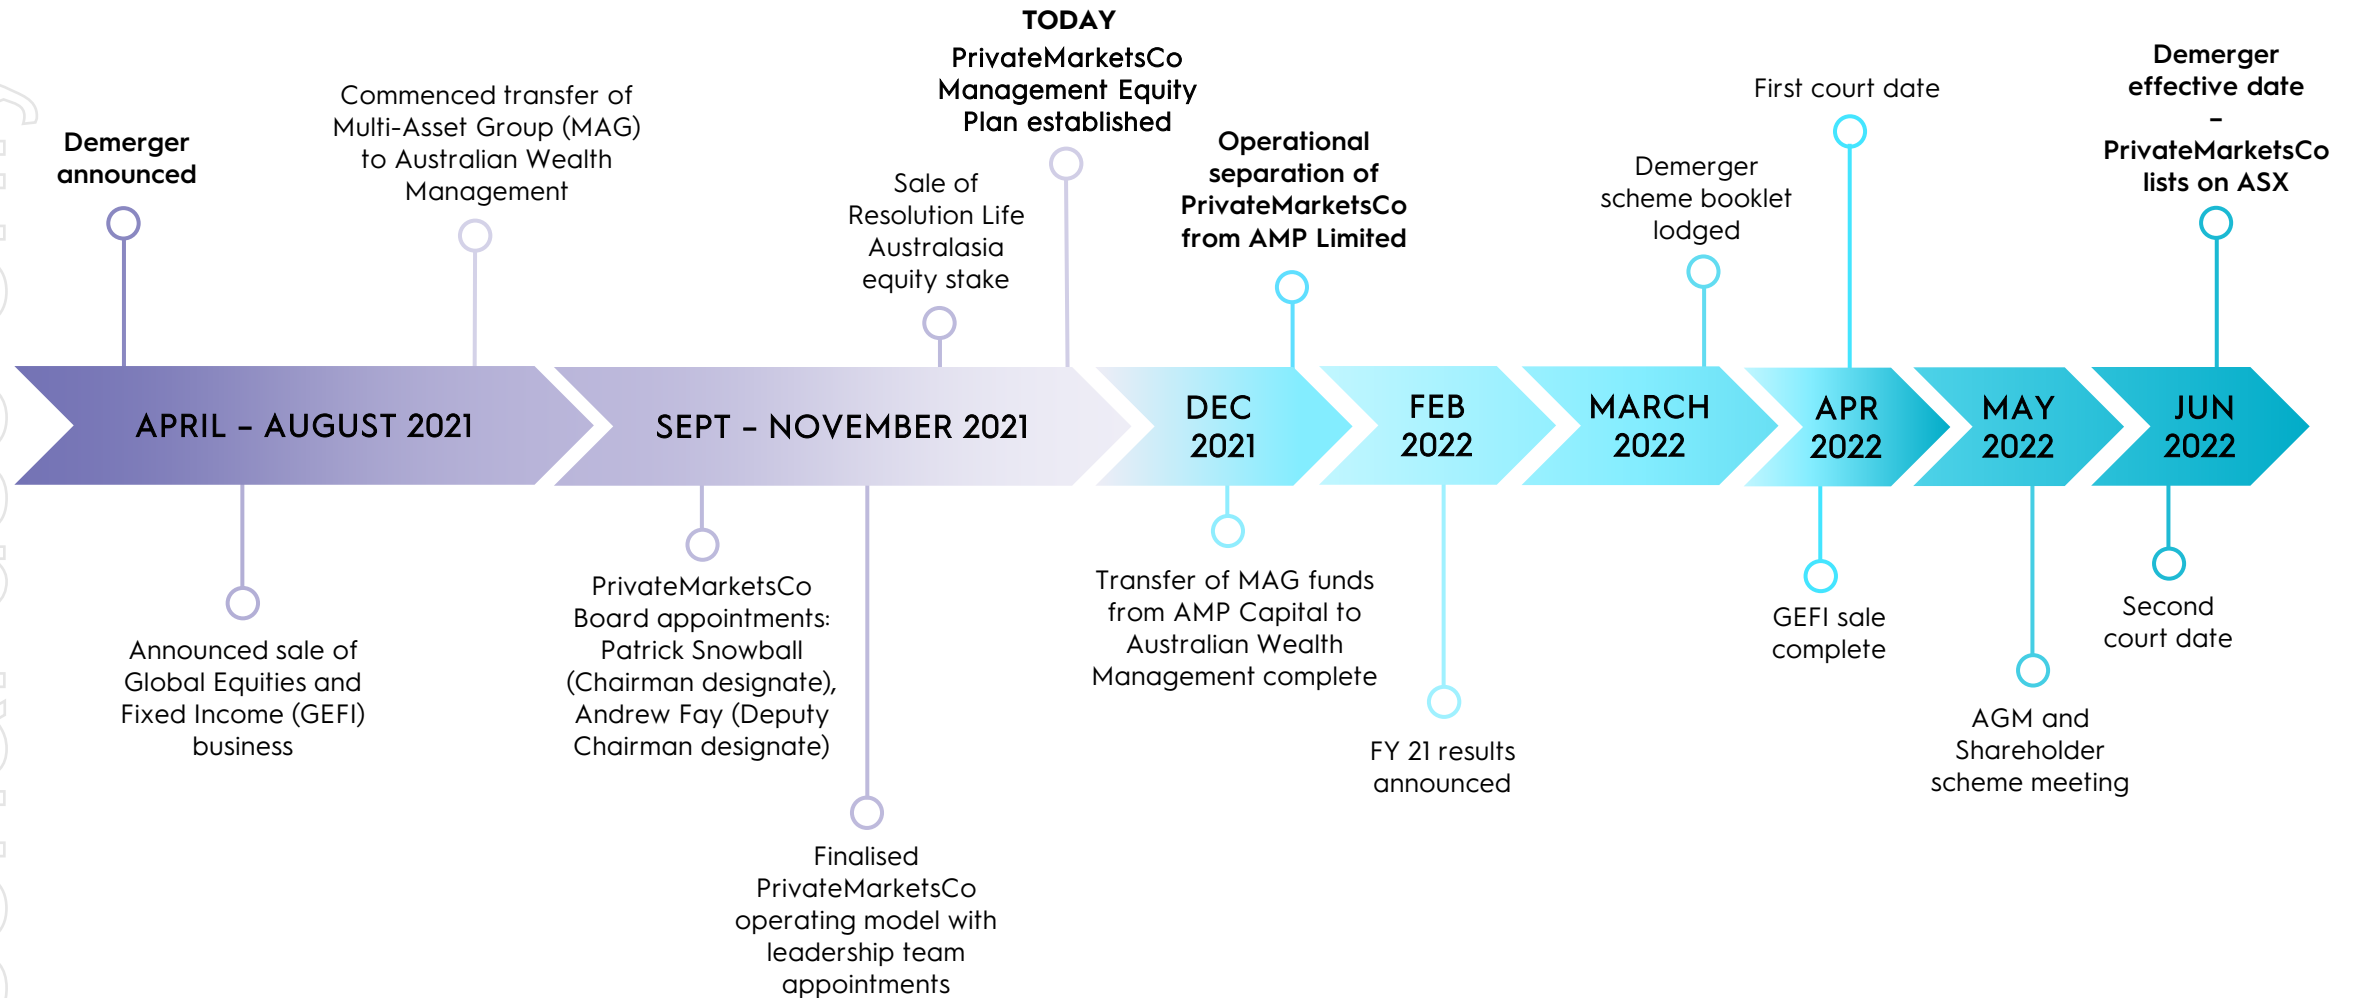 TODAY
PrivateMarketsCo
Management Equity
Plan established
Demerger
effective date
–
PrivateMarketsCo
lists on ASX
First court date
Commenced transfer of
Multi-Asset Group (MAG)
to Australian Wealth
Management
Demerger
announced
Operational
separation of
PrivateMarketsCo
from AMP Limited
Demerger
scheme booklet
lodged
Sale of
Resolution Life
Australasia
equity stake
APRIL – AUGUST 2021
SEPT – NOVEMBER 2021
DEC
2021
FEB
2022
MARCH
2022
APR
2022
MAY
2022
JUN
2022
Announced sale of
Global Equities and
Fixed Income (GEFI)
business
PrivateMarketsCo
Board appointments:
Patrick Snowball
(Chairman designate),
Andrew Fay (Deputy
Chairman designate)
Finalised
PrivateMarketsCo
operating model with
leadership team
appointments
Transfer of MAG funds
from AMP Capital to
Australian Wealth
Management complete
FY 21 results
announced
GEFI sale
complete
AGM and
Shareholder
scheme meeting
Second
court date